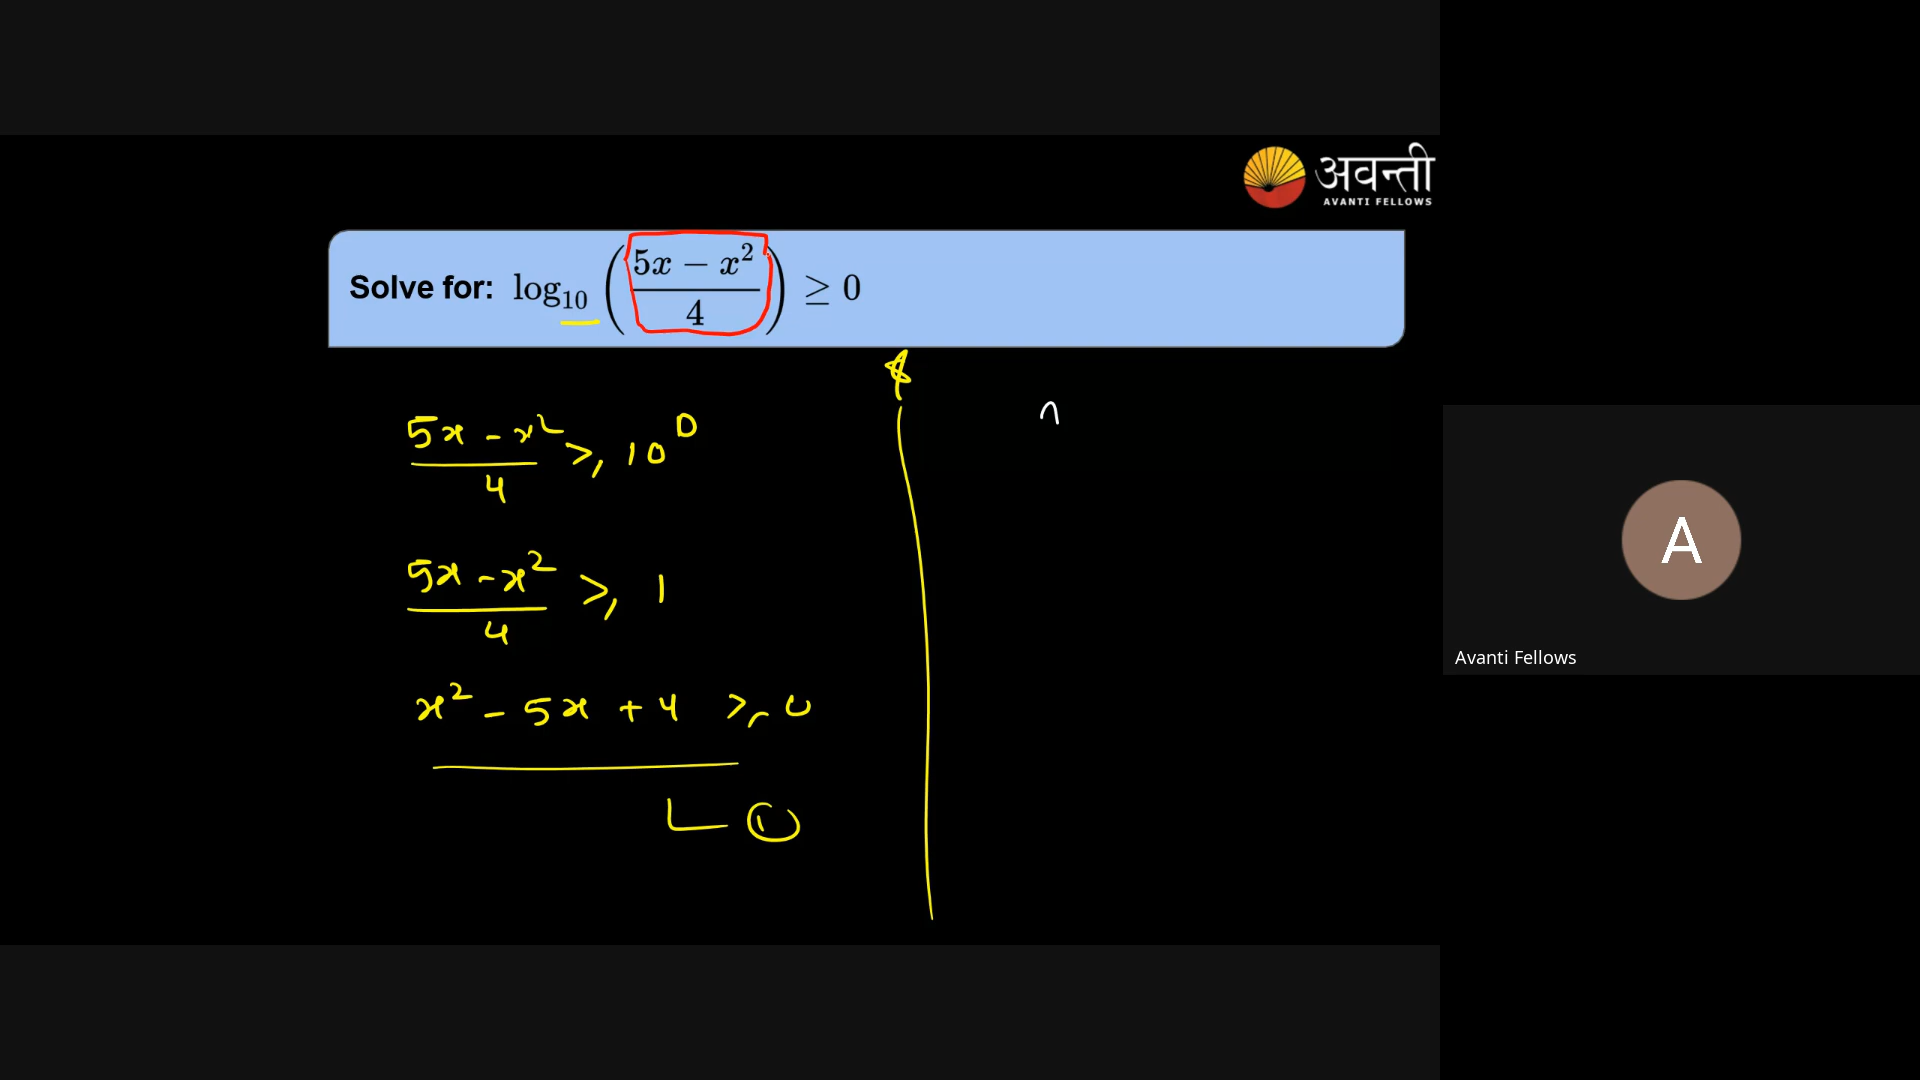 अवन्ती
AVANTI FELLOWS
Solve for: log₁₀ ((5x − x²)/4) ≥ 0
(5x - x²)/4 ≥ 10⁰
(5x - x²)/4 ≥ 1
x² - 5x + 4 ≥ 0
①
A
Avanti Fellows